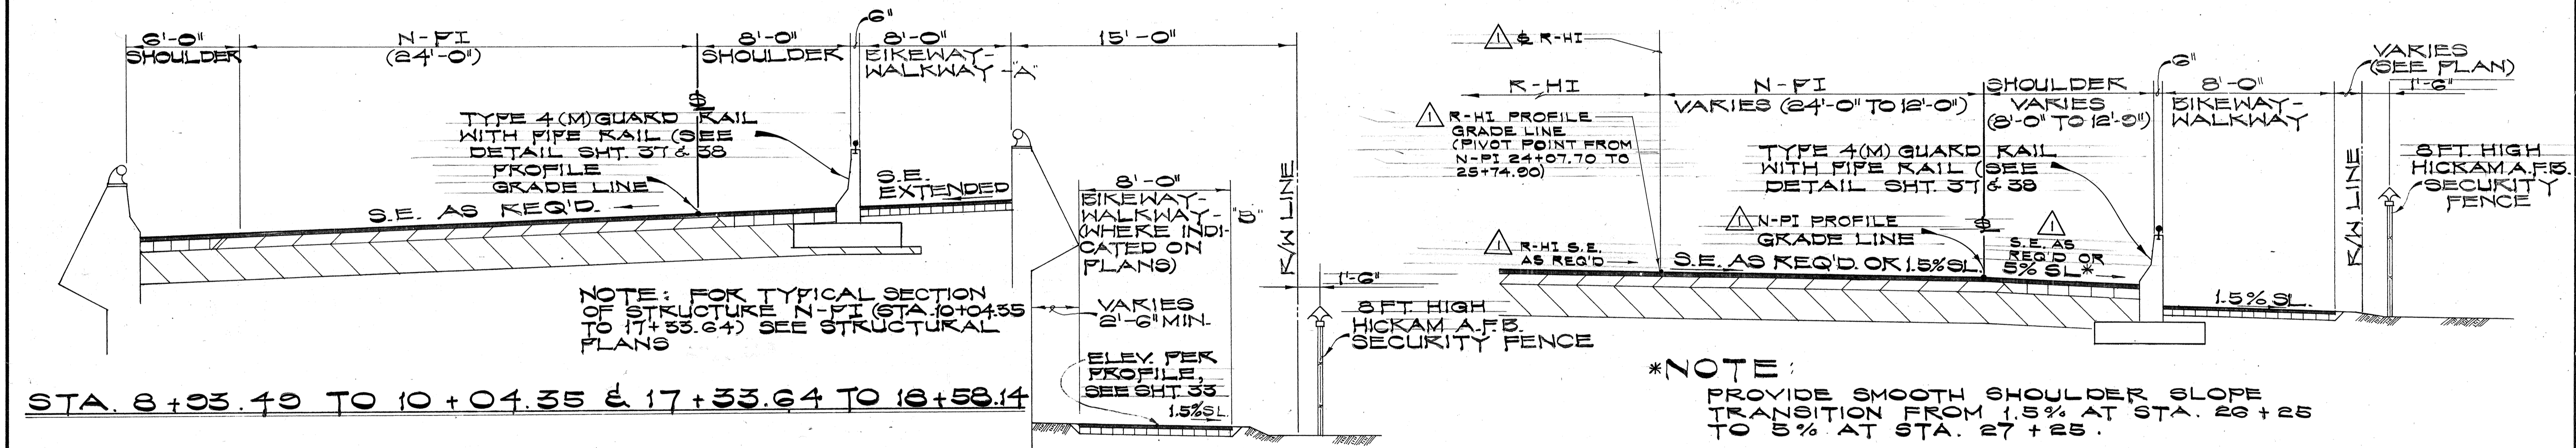 6'-0"
SHOULDER
N-PI
(24'-0")
8'-0"
SHOULDER
6"
8'-0"
BIKEWAY-
WALKWAY-"A"
15'-0"
TYPE 4(M) GUARD RAIL
WITH PIPE RAIL (SEE
DETAIL SHT. 37 & 38
PROFILE
GRADE LINE
S.E. AS REQ'D.
S.E.
EXTENDED
8'-0"
BIKEWAY-
WALKWAY-
(WHERE INDI-
CATED ON
PLANS)
"B"
R/W LINE
1'-6"
VARIES
2'-6" MIN.
8 FT. HIGH
HICKAM A.F.B.
SECURITY FENCE
ELEV. PER
PROFILE,
SEE SHT. 33
1.5% SL.
NOTE: FOR TYPICAL SECTION
OF STRUCTURE N-PI (STA. 10+04.35
TO 17+33.64) SEE STRUCTURAL
PLANS
STA. 8+93.49 TO 10+04.35 & 17+33.64 TO 18+58.14
1 ℄ R-HI
R-HI
N-PI
VARIES (24'-0" TO 12'-0")
SHOULDER
VARIES
(8'-0" TO 12'-9")
6"
8'-0"
BIKEWAY-
WALKWAY
VARIES
(SEE PLAN)
1'-6"
1 R-HI PROFILE
GRADE LINE
(PIVOT POINT FROM
N-PI 24+07.70 TO
25+74.90)
TYPE 4(M) GUARD RAIL
WITH PIPE RAIL (SEE
DETAIL SHT. 37 & 38
1 N-PI PROFILE
GRADE LINE
1
S.E. AS
REQ'D OR
5% SL*
1 R-HI S.E.
AS REQ'D
S.E. AS REQ'D. OR 1.5% SL.
1.5% SL.
R/W LINE
8 FT. HIGH
HICKAM A.F.B.
SECURITY
FENCE
*NOTE:
PROVIDE SMOOTH SHOULDER SLOPE
TRANSITION FROM 1.5% AT STA. 26+25
TO 5% AT STA. 27+25.